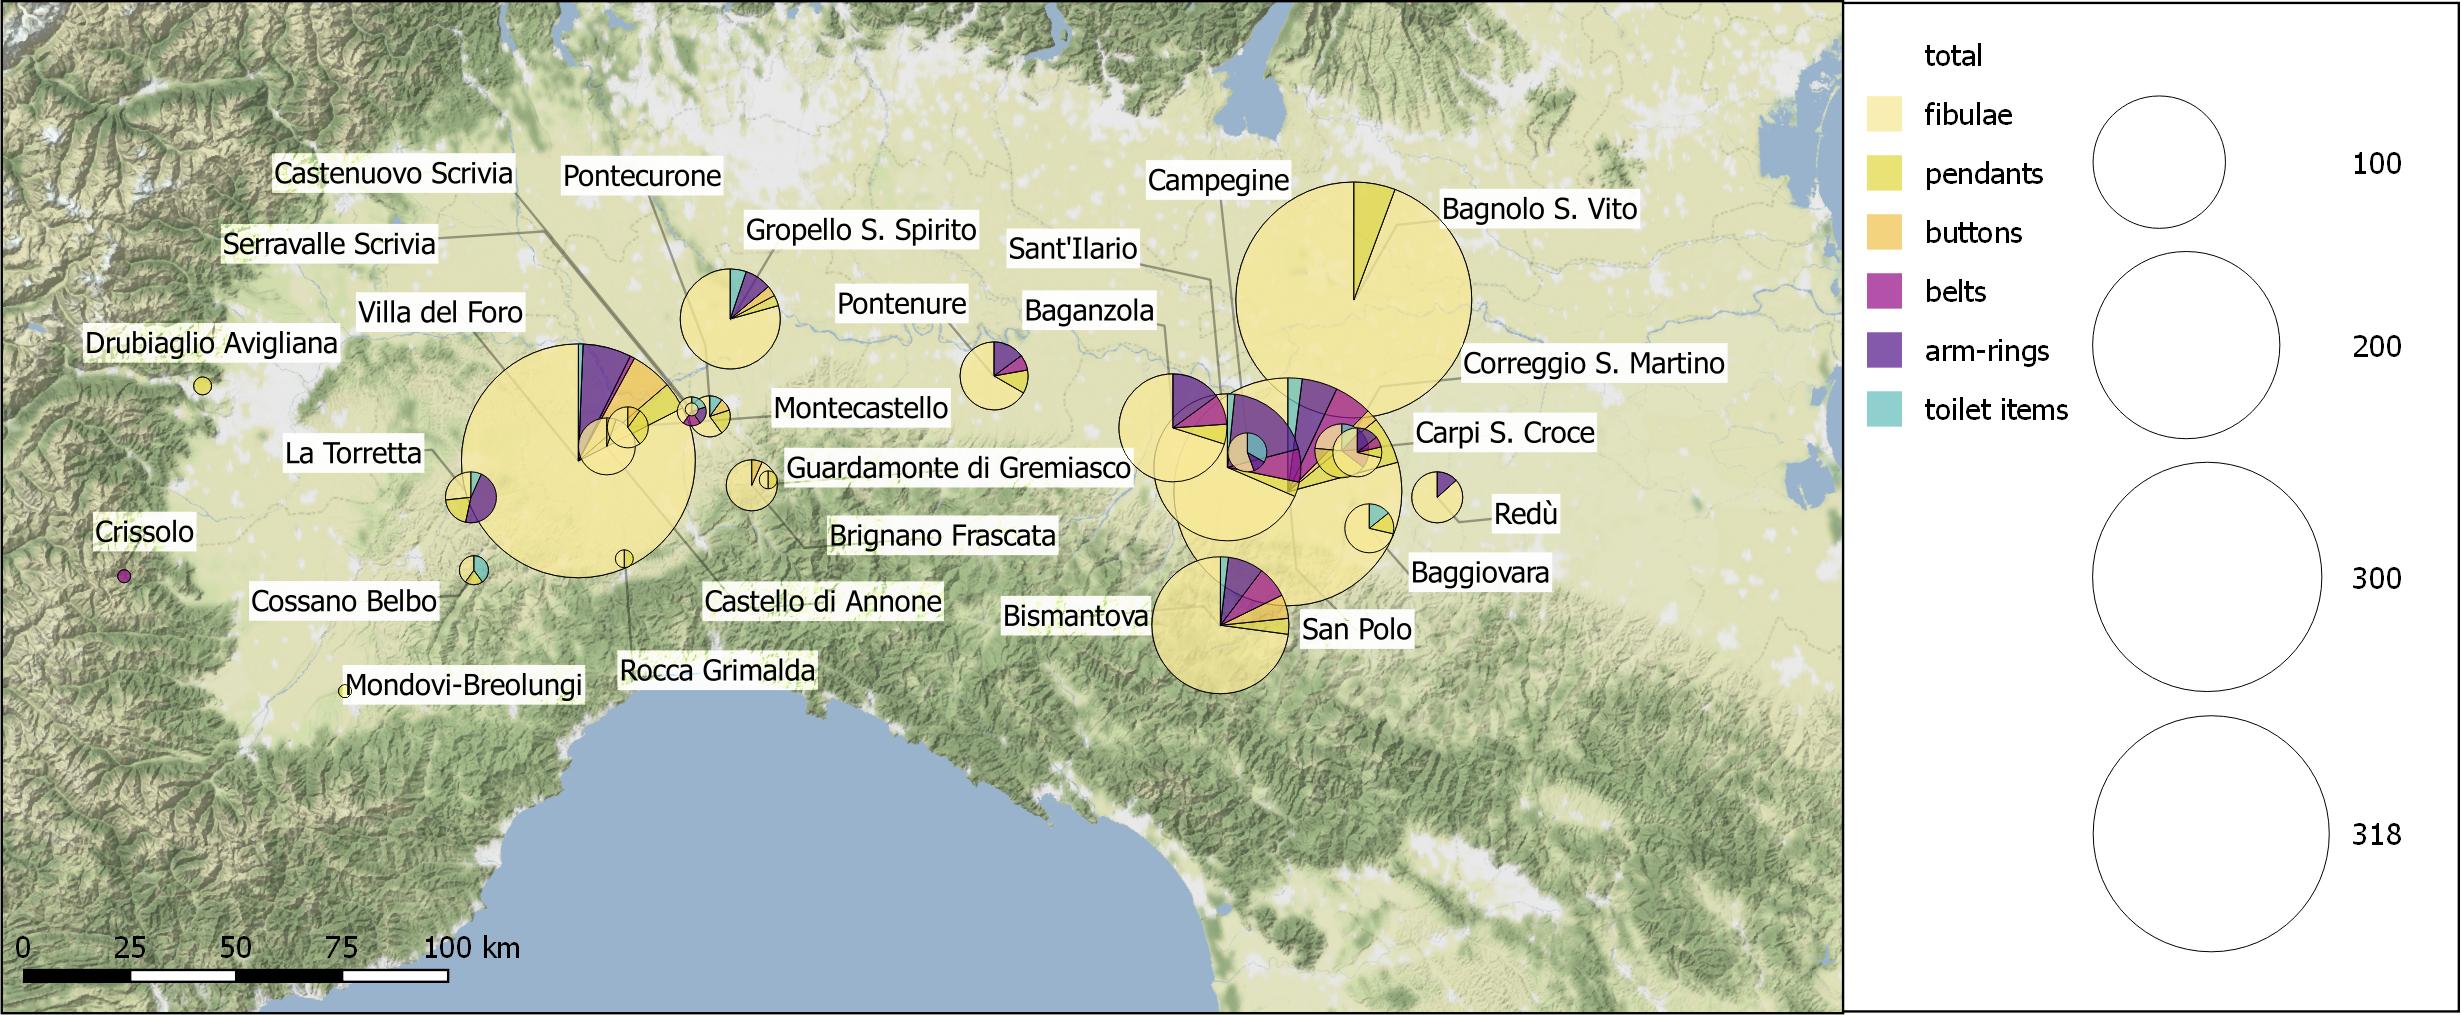 Castenuovo Scrivia
Pontecurone
Campegine
Bagnolo S. Vito
Serravalle Scrivia
Gropello S. Spirito
Sant'Ilario
Villa del Foro
Pontenure
Baganzola
Drubiaglio Avigliana
Correggio S. Martino
Montecastello
Carpi S. Croce
La Torretta
Guardamonte di Gremiasco
Crissolo
Brignano Frascata
Redù
Cossano Belbo
Castello di Annone
Bismantova
Baggiovara
San Polo
Mondovi-Breolungi
Rocca Grimalda
0 25 50 75 100 km
total
fibulae
pendants
buttons
belts
arm-rings
toilet items
100
200
300
318